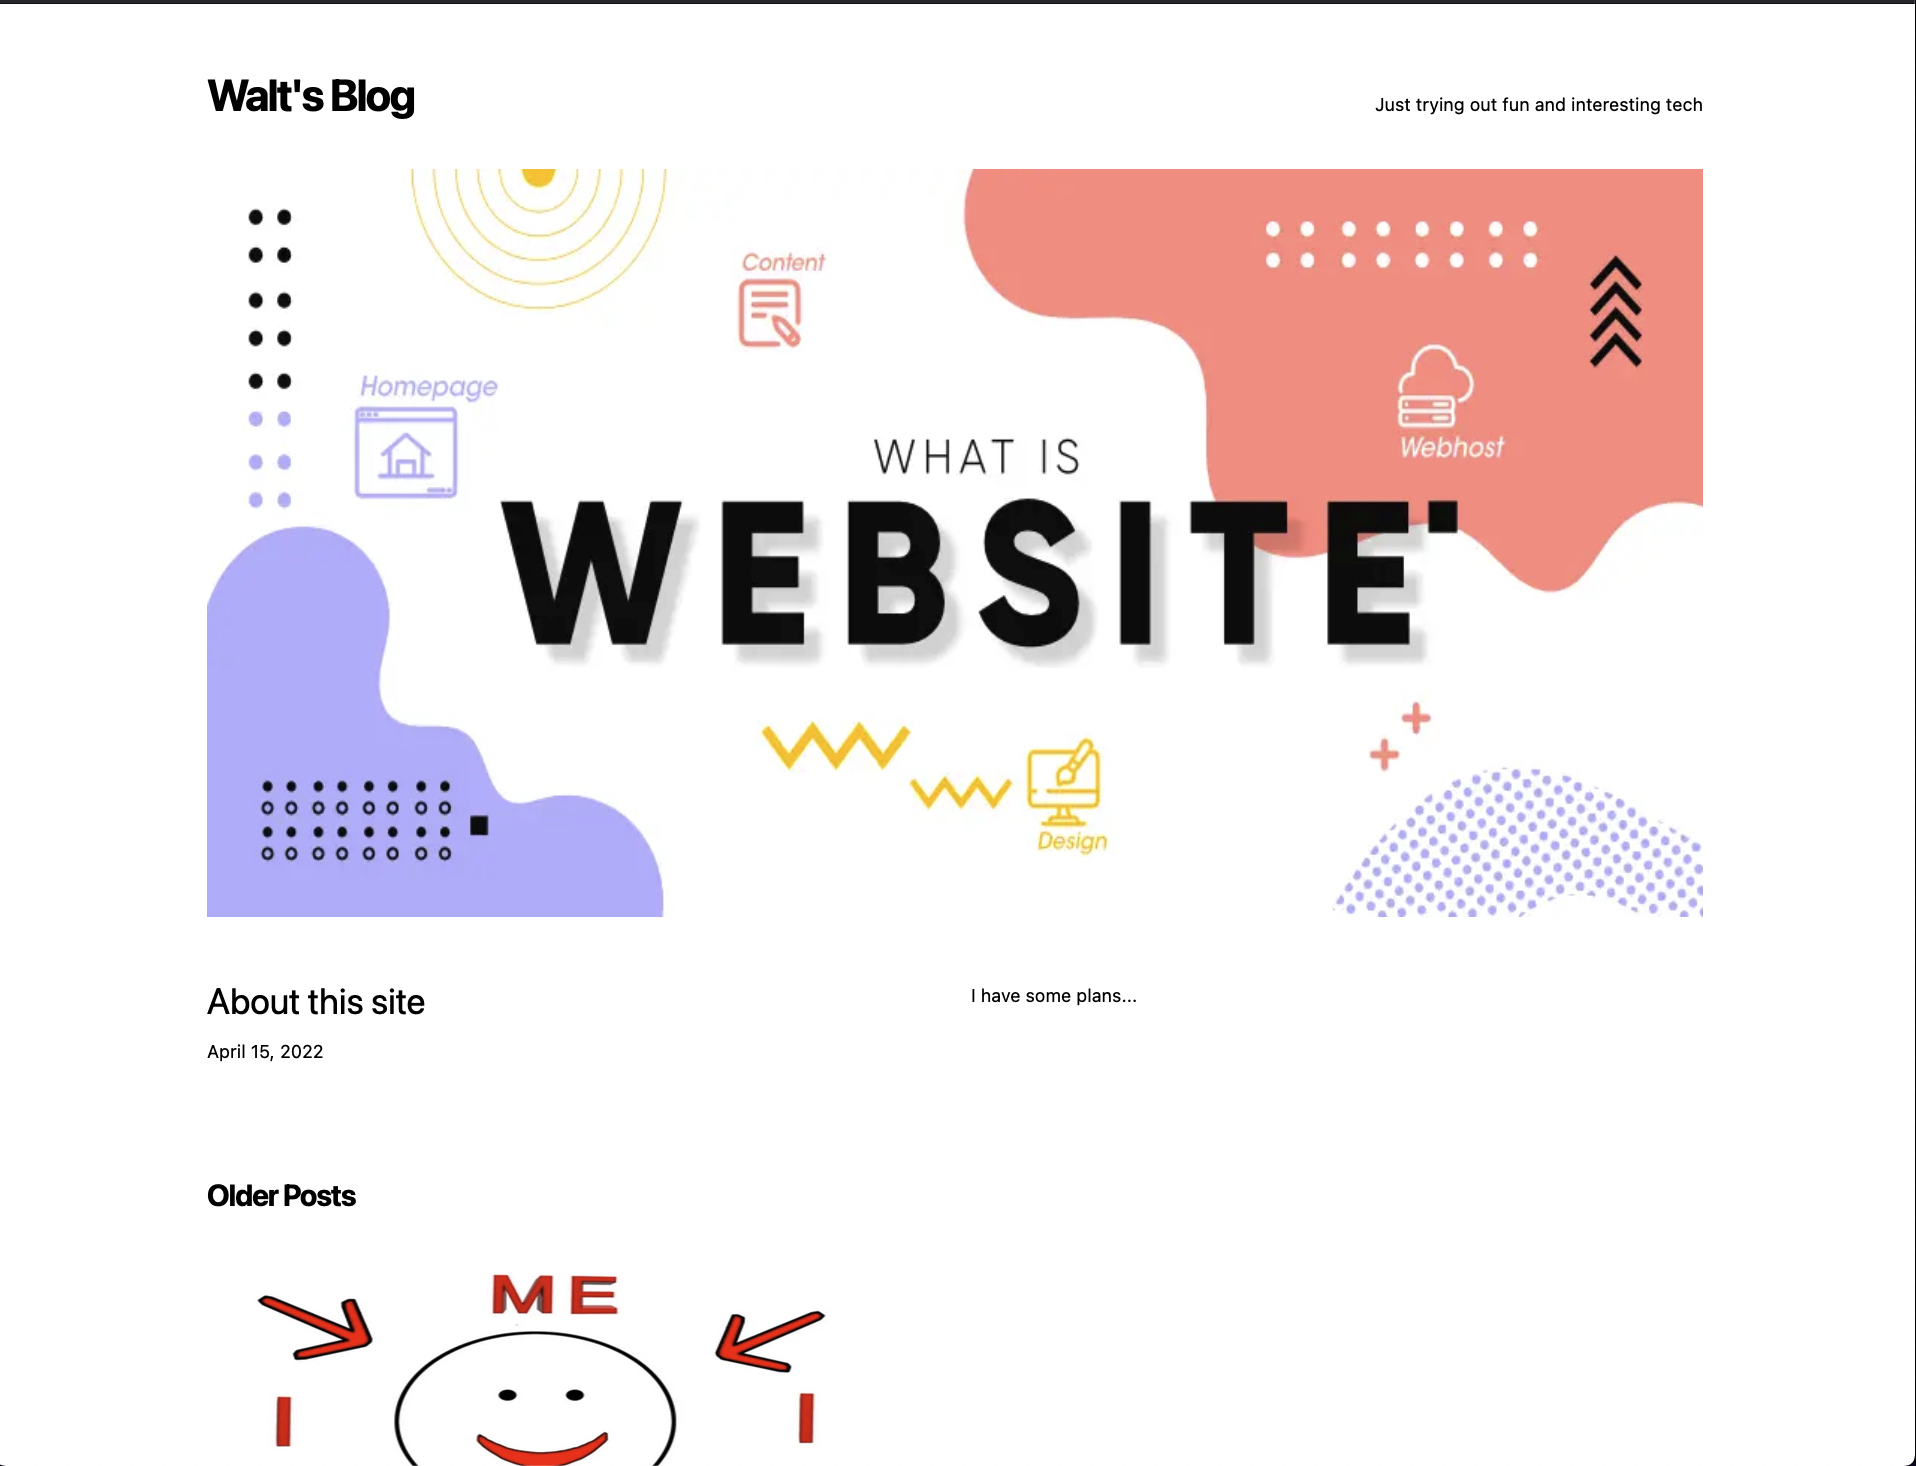 Walt's Blog
Just trying out fun and interesting tech
Content
Homepage
Webhost
WHAT IS
WEBSITE
Design
About this site
I have some plans...
April 15, 2022
Older Posts
ME
I I